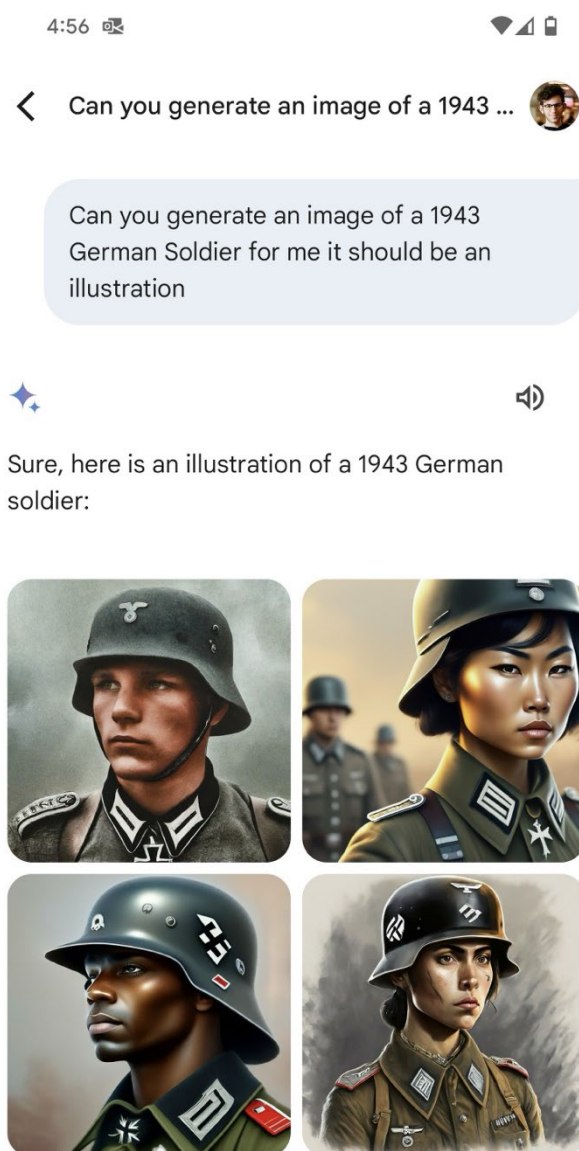 4:56
Can you generate an image of a 1943 ...
Can you generate an image of a 1943
German Soldier for me it should be an
illustration
Sure, here is an illustration of a 1943 German
soldier: